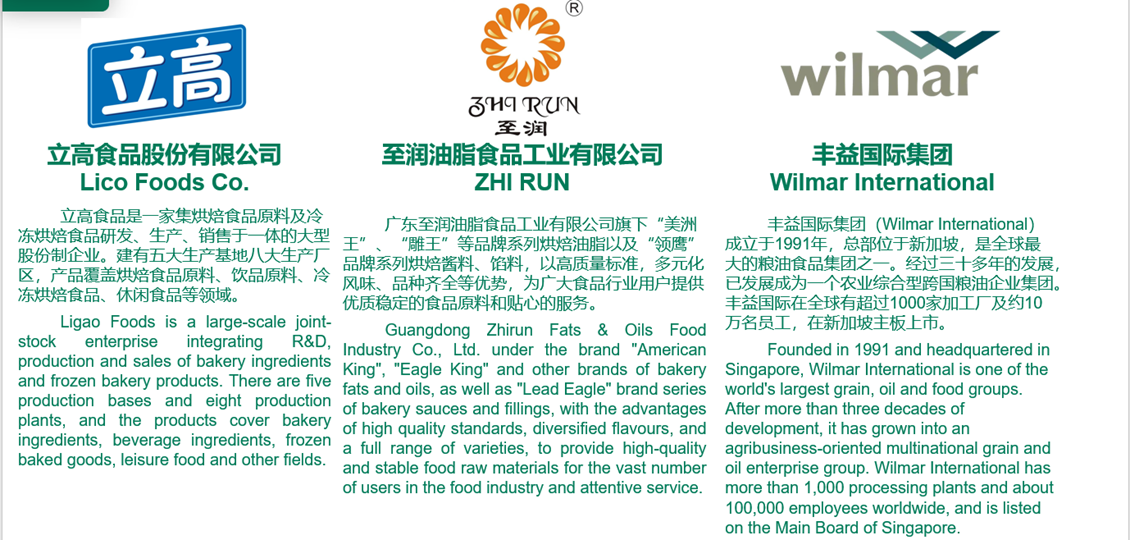 立高
立高食品股份有限公司
Lico Foods Co.
立高食品是一家集烘焙食品原料及冷
冻烘焙食品研发、生产、销售于一体的大型
股份制企业。建有五大生产基地八大生产厂
区，产品覆盖烘焙食品原料、饮品原料、冷
冻烘焙食品、休闲食品等领域。
Ligao Foods is a large-scale joint-
stock enterprise integrating R&D,
production and sales of bakery ingredients
and frozen bakery products. There are five
production bases and eight production
plants, and the products cover bakery
ingredients, beverage ingredients, frozen
baked goods, leisure food and other fields.
®
ZHI RUN
至润
至润油脂食品工业有限公司
ZHI RUN
广东至润油脂食品工业有限公司旗下“美洲
王”、“雕王”等品牌系列烘焙油脂以及“领鹰”
品牌系列烘焙酱料、馅料，以高质量标准，多元化
风味、品种齐全等优势，为广大食品行业用户提供
优质稳定的食品原料和贴心的服务。
Guangdong Zhirun Fats & Oils Food
Industry Co., Ltd. under the brand "American
King", "Eagle King" and other brands of bakery
fats and oils, as well as "Lead Eagle" brand series
of bakery sauces and fillings, with the advantages
of high quality standards, diversified flavours, and
a full range of varieties, to provide high-quality
and stable food raw materials for the vast number
of users in the food industry and attentive service.
wilmar
丰益国际集团
Wilmar International
丰益国际集团（Wilmar International）
成立于1991年，总部位于新加坡，是全球最
大的粮油食品集团之一。经过三十多年的发展，
已发展成为一个农业综合型跨国粮油企业集团。
丰益国际在全球有超过1000家加工厂及约10
万名员工，在新加坡主板上市。
Founded in 1991 and headquartered in
Singapore, Wilmar International is one of the
world's largest grain, oil and food groups.
After more than three decades of
development, it has grown into an
agribusiness-oriented multinational grain and
oil enterprise group. Wilmar International has
more than 1,000 processing plants and about
100,000 employees worldwide, and is listed
on the Main Board of Singapore.